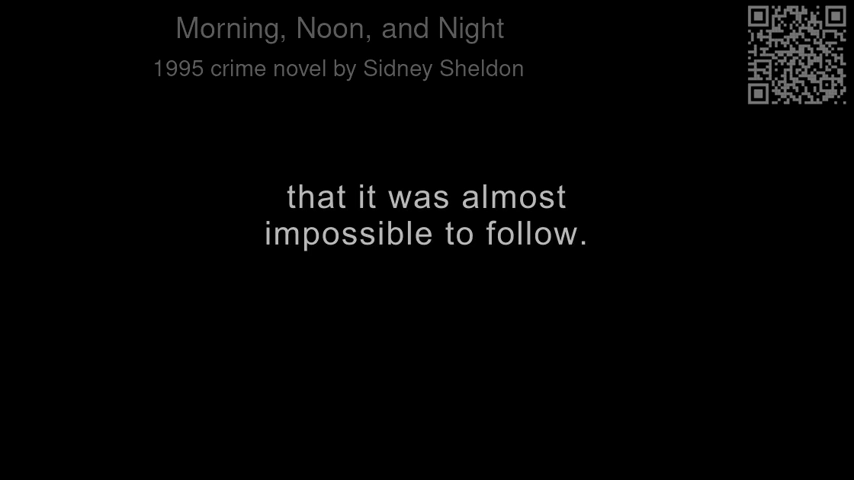 Morning, Noon, and Night
1995 crime novel by Sidney Sheldon
that it was almost
impossible to follow.